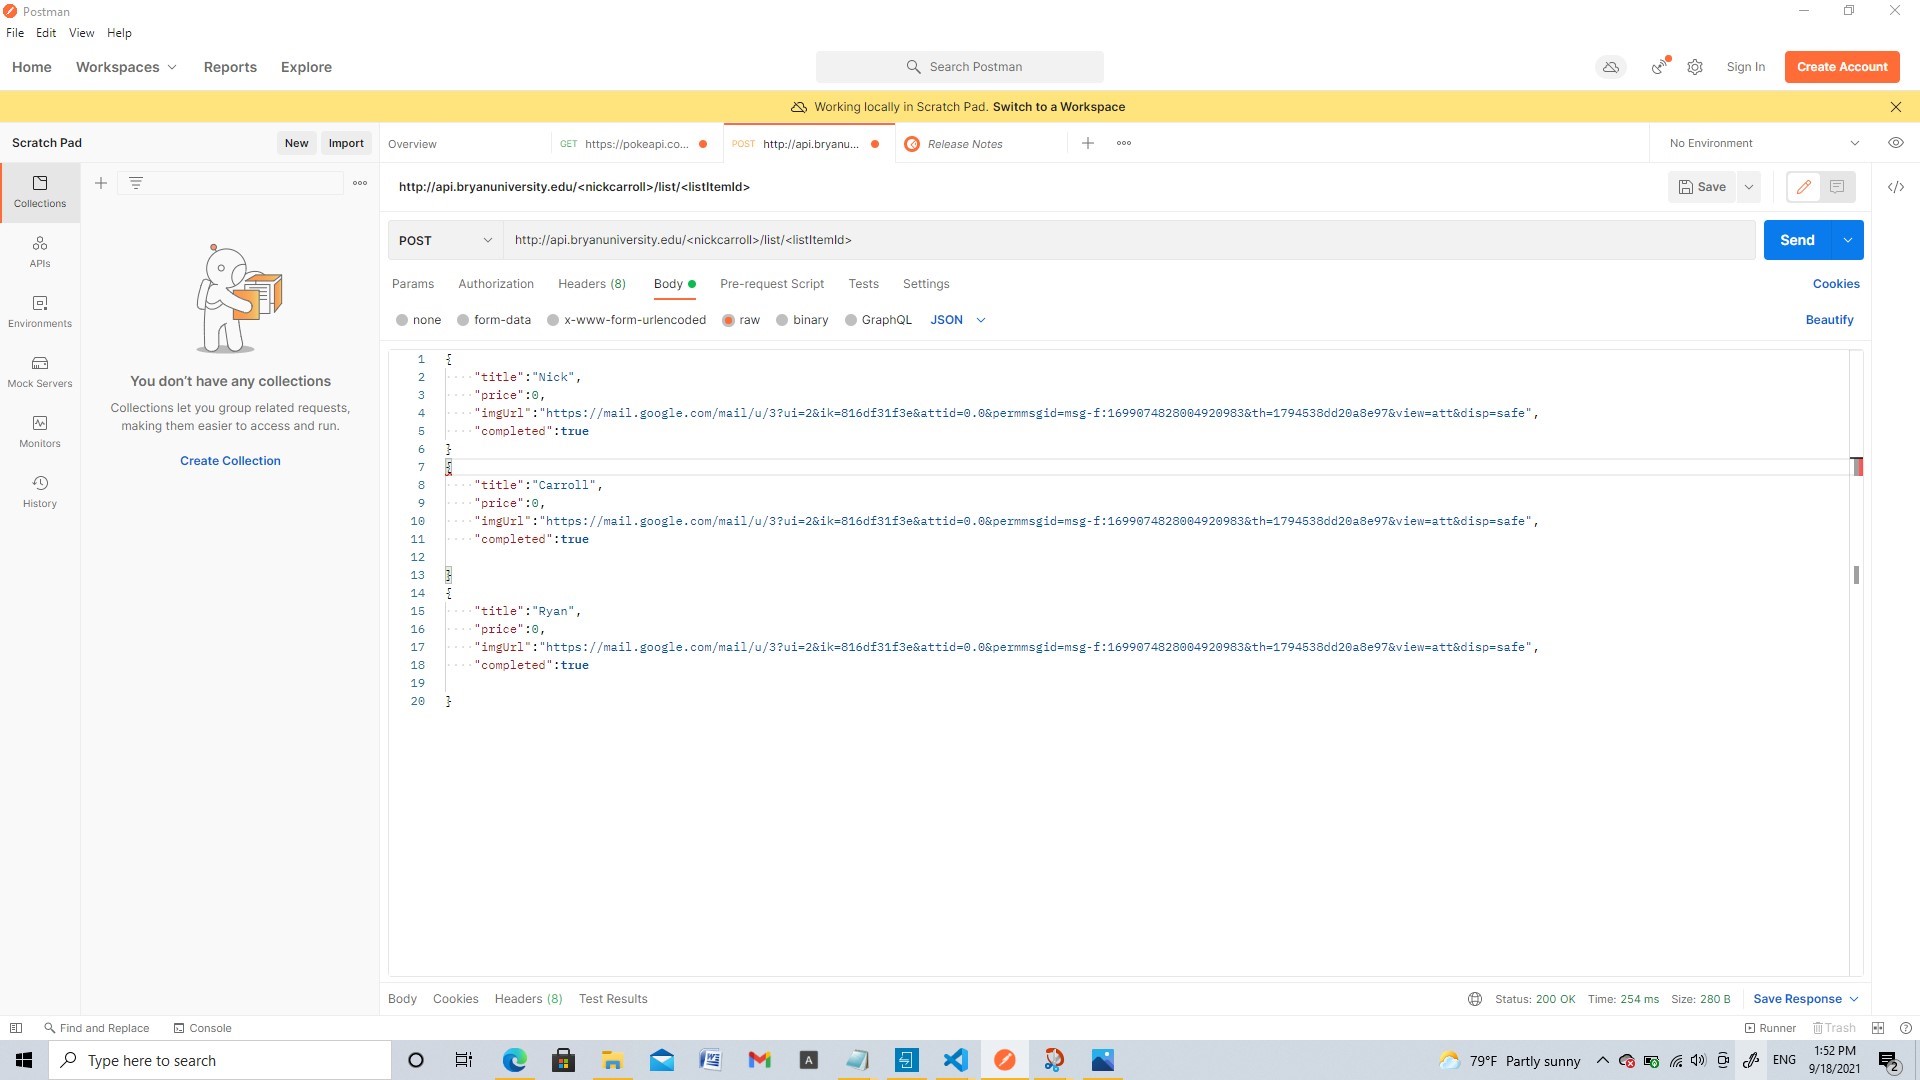 Postman
File Edit View Help
Home Workspaces Reports Explore Search Postman Sign In Create Account
Working locally in Scratch Pad. Switch to a Workspace
Scratch Pad New Import Overview GET https://pokeapi.co... POST http://api.bryanu... Release Notes No Environment
http://api.bryanuniversity.edu/<nickcarroll>/list/<listItemId> Save
Collections
APIs
Environments
Mock Servers
Monitors
History
You don't have any collections
Collections let you group related requests,
making them easier to access and run.
Create Collection
POST http://api.bryanuniversity.edu/<nickcarroll>/list/<listItemId> Send
Params Authorization Headers (8) Body Pre-request Script Tests Settings Cookies
none form-data x-www-form-urlencoded raw binary GraphQL JSON Beautify
1 {
2 "title":"Nick",
3 "price":0,
4 "imgUrl":"https://mail.google.com/mail/u/3?ui=2&ik=816df31f3e&attid=0.0&permmsgid=msg-f:1699074828004920983&th=1794538dd20a8e97&view=att&disp=safe",
5 "completed":true
6 }
7 {
8 "title":"Carroll",
9 "price":0,
10 "imgUrl":"https://mail.google.com/mail/u/3?ui=2&ik=816df31f3e&attid=0.0&permmsgid=msg-f:1699074828004920983&th=1794538dd20a8e97&view=att&disp=safe",
11 "completed":true
12
13 }
14 {
15 "title":"Ryan",
16 "price":0,
17 "imgUrl":"https://mail.google.com/mail/u/3?ui=2&ik=816df31f3e&attid=0.0&permmsgid=msg-f:1699074828004920983&th=1794538dd20a8e97&view=att&disp=safe",
18 "completed":true
19
20 }
Body Cookies Headers (8) Test Results Status: 200 OK Time: 254 ms Size: 280 B Save Response
Find and Replace Console Runner Trash
Type here to search 79°F Partly sunny ENG 1:52 PM
9/18/2021 2